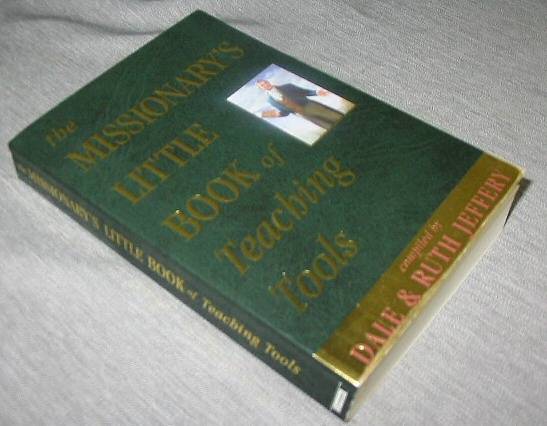 the
MISSIONARY'S
LITTLE
BOOK of
Teaching
Tools
compiled by
DALE & RUTH JEFFERY
the MISSIONARY'S LITTLE BOOK of Teaching Tools